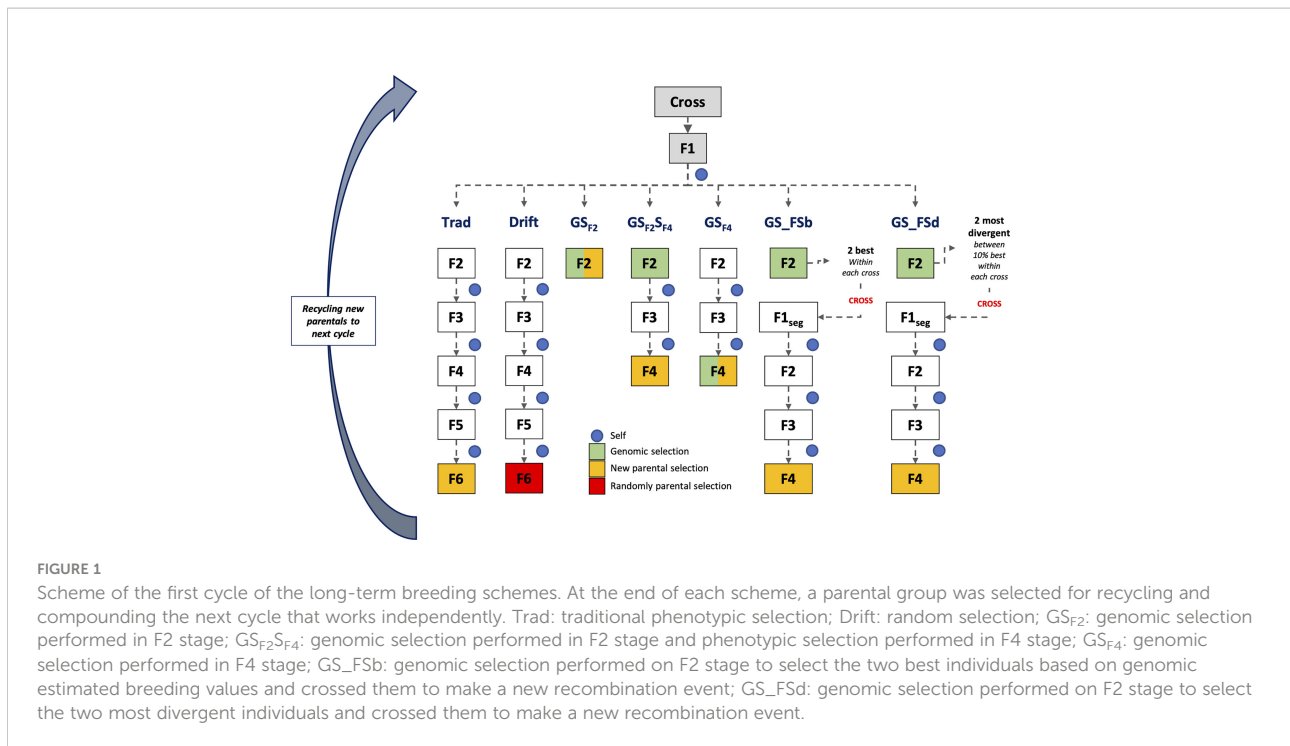 Cross
F1
Trad Drift GS_F2 GS_F2S_F4 GS_F4 GS_FSb GS_FSd
2 best
Within
each cross
CROSS
2 most
divergent
between
10% best
within
each cross
CROSS
F2 F2 F2 F2 F2 F2 F2
F3 F3 F3 F3 F1seg F1seg
F4 F4 F4 F4 F2 F2
F5 F5 F3 F3
F6 F6 F4 F4
Recycling new
parentals to
next cycle
Self
Genomic selection
New parental selection
Randomly parental selection
FIGURE 1
Scheme of the first cycle of the long-term breeding schemes. At the end of each scheme, a parental group was selected for recycling and
compounding the next cycle that works independently. Trad: traditional phenotypic selection; Drift: random selection; GSF2: genomic selection
performed in F2 stage; GSF2SF4: genomic selection performed in F2 stage and phenotypic selection performed in F4 stage; GSF4: genomic
selection performed in F4 stage; GS_FSb: genomic selection performed on F2 stage to select the two best individuals based on genomic
estimated breeding values and crossed them to make a new recombination event; GS_FSd: genomic selection performed on F2 stage to select
the two most divergent individuals and crossed them to make a new recombination event.